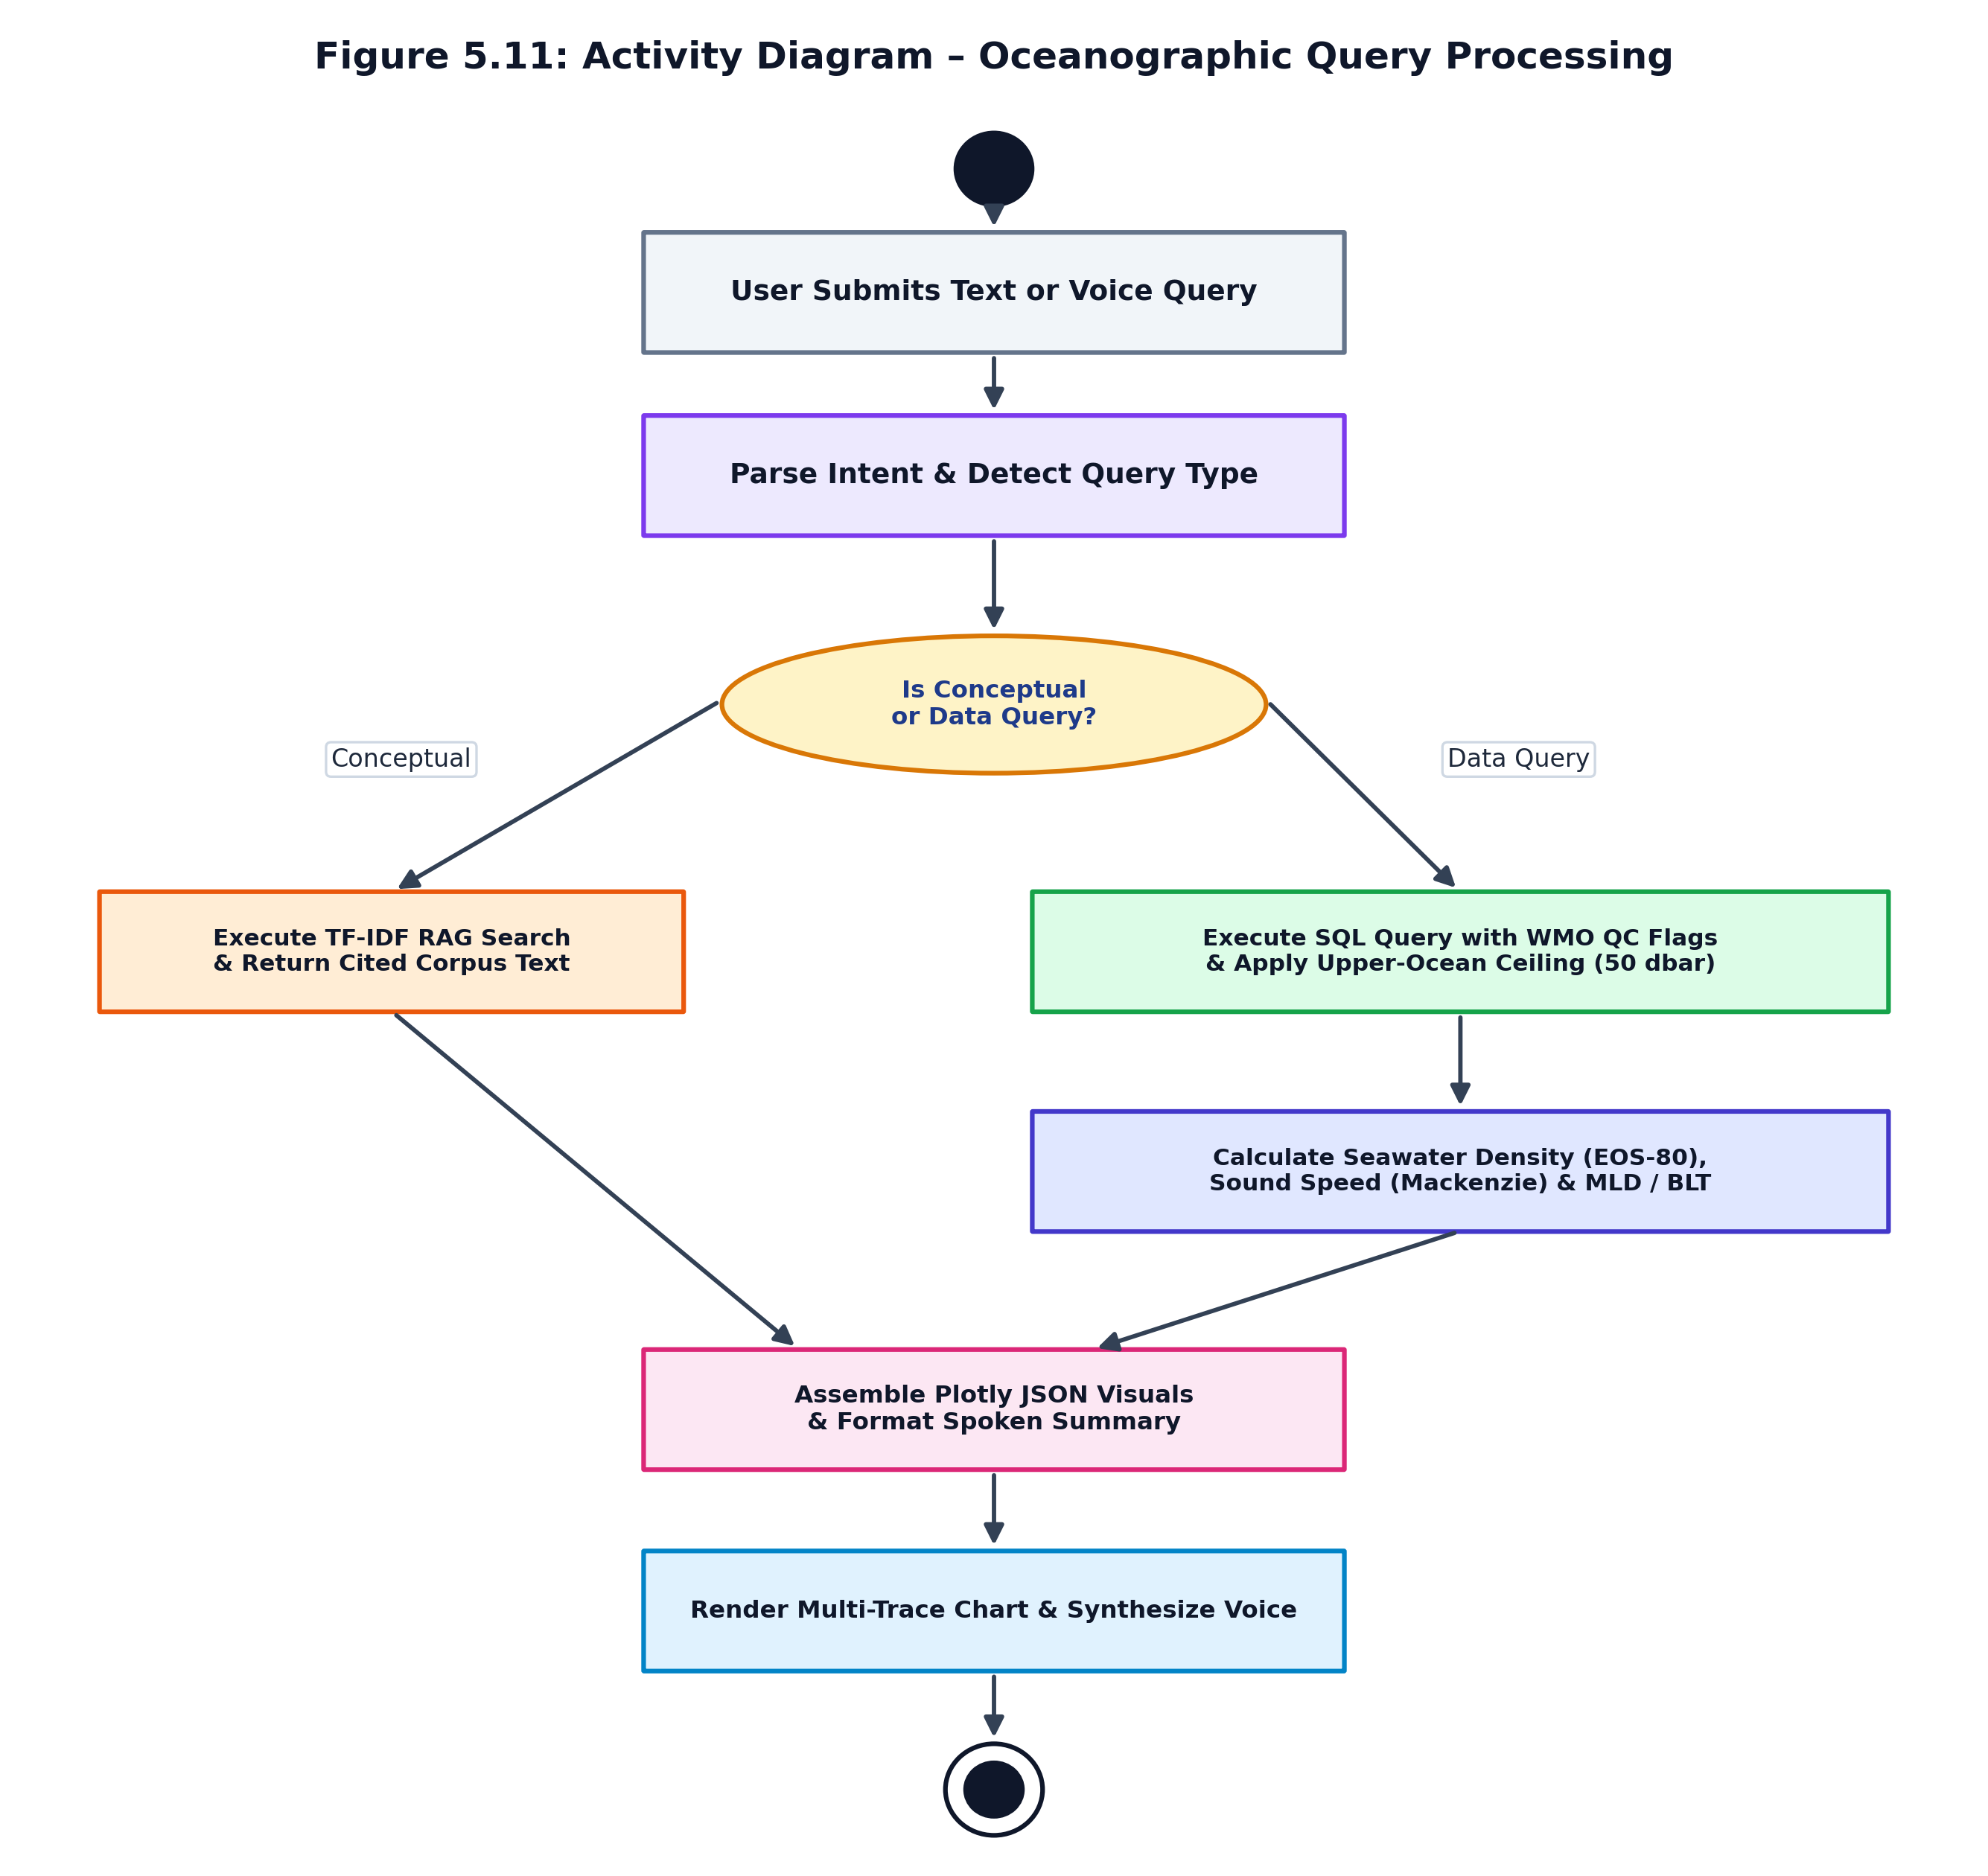 Figure 5.11: Activity Diagram – Oceanographic Query Processing
User Submits Text or Voice Query
Parse Intent & Detect Query Type
Is Conceptual
or Data Query?
Conceptual
Data Query
Execute TF-IDF RAG Search
& Return Cited Corpus Text
Execute SQL Query with WMO QC Flags
& Apply Upper-Ocean Ceiling (50 dbar)
Calculate Seawater Density (EOS-80),
Sound Speed (Mackenzie) & MLD / BLT
Assemble Plotly JSON Visuals
& Format Spoken Summary
Render Multi-Trace Chart & Synthesize Voice